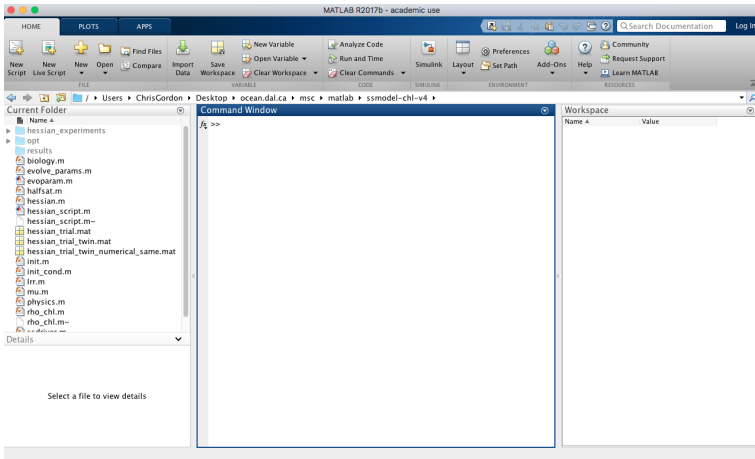 MATLAB R2017b - academic use
HOME PLOTS APPS
Search Documentation Log In
New Script
New Live Script
New
Open
Find Files
Compare
FILE
Import Data
Save Workspace
New Variable
Open Variable
Clear Workspace
VARIABLE
Analyze Code
Run and Time
Clear Commands
CODE
Simulink
SIMULINK
Layout
Preferences
Set Path
Add-Ons
ENVIRONMENT
Help
Community
Request Support
Learn MATLAB
RESOURCES
/ ▸ Users ▸ ChrisGordon ▸ Desktop ▸ ocean.dal.ca ▸ msc ▸ matlab ▸ ssmodel-chl-v4 ▸
Current Folder
Name
hessian_experiments
opt
results
biology.m
evolve_params.m
evoparam.m
halfsat.m
hessian.m
hessian_script.m
hessian_script.m~
hessian_trial.mat
hessian_trial_twin.mat
hessian_trial_twin_numerical_same.mat
init.m
init_cond.m
lrr.m
mu.m
physics.m
rho_chl.m
rho_chl.m~
Details
Select a file to view details
Command Window
fx >>
Workspace
Name Value